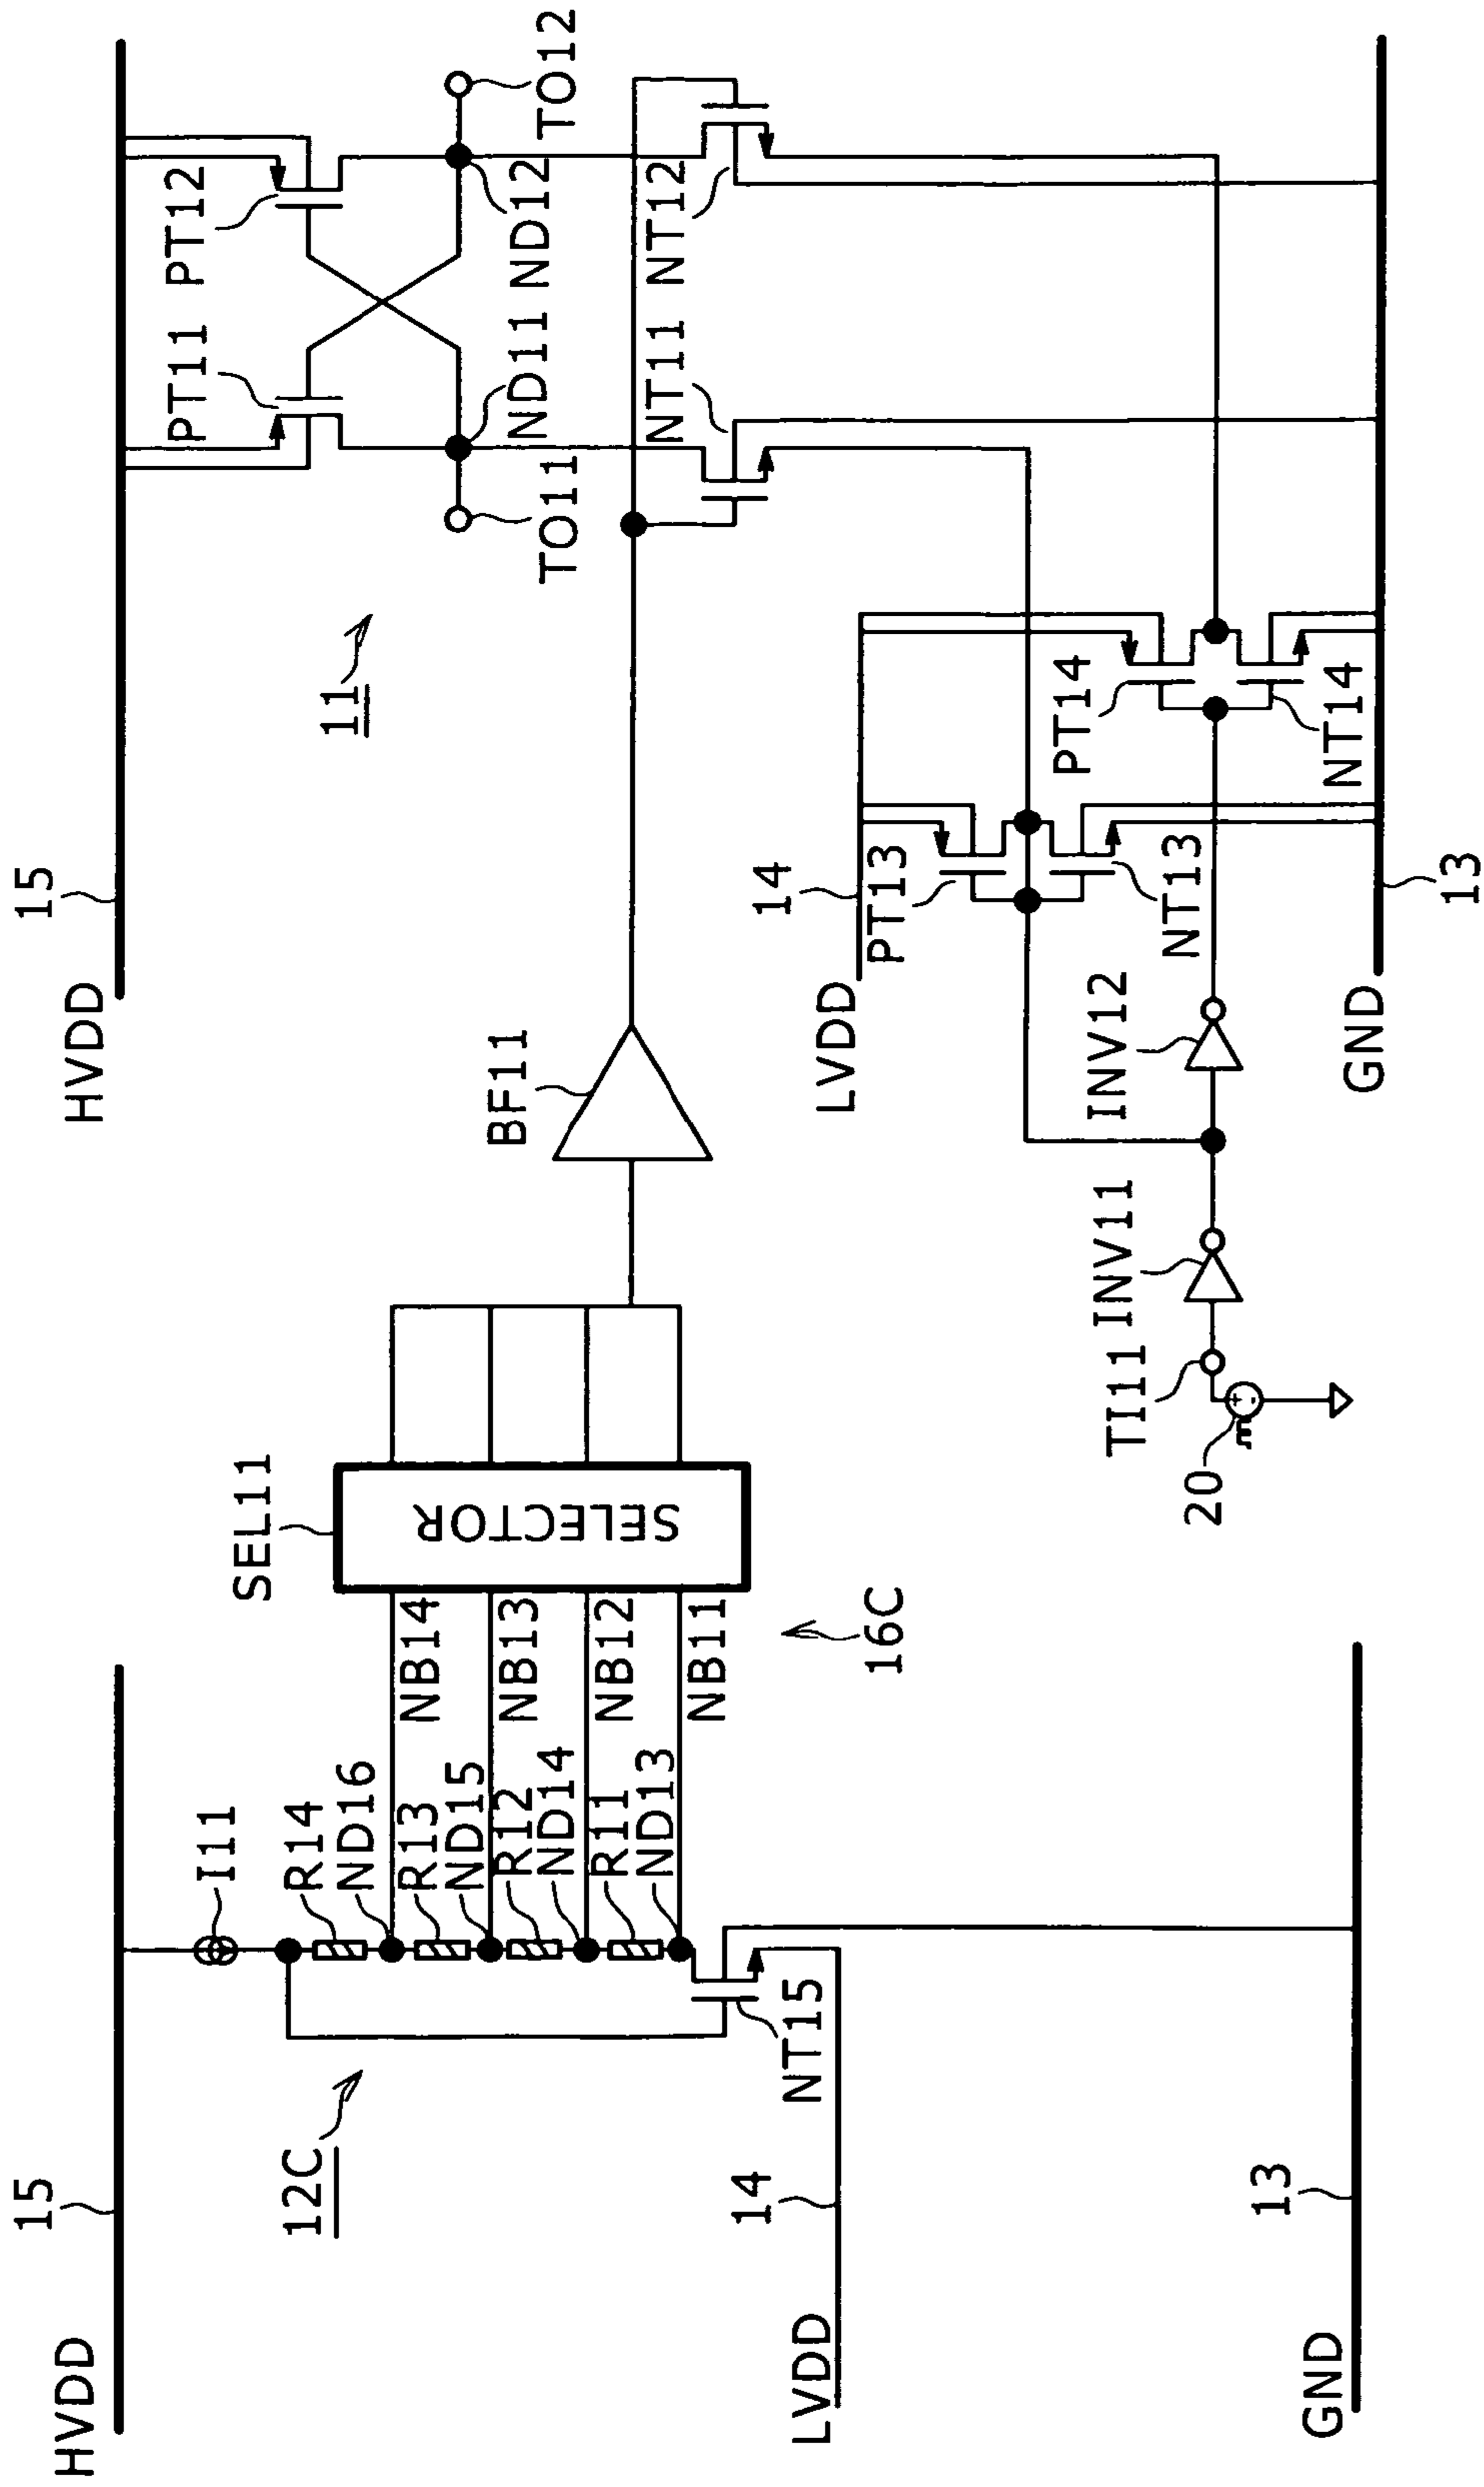 HVDD
15
12C
I11
R14
ND16
R13
ND15
R12
ND14
R11
ND13
NT15
LVDD
14
GND
13
NB14
NB13
NB12
NB11
16C
SEL11
SELECTOR
BF11
HVDD
15
11
PT11
PT12
ND11
ND12
TO11
TO12
NT11
NT12
LVDD
14
PT13
NT13
PT14
NT14
20
TI11
INV11
INV12
GND
13